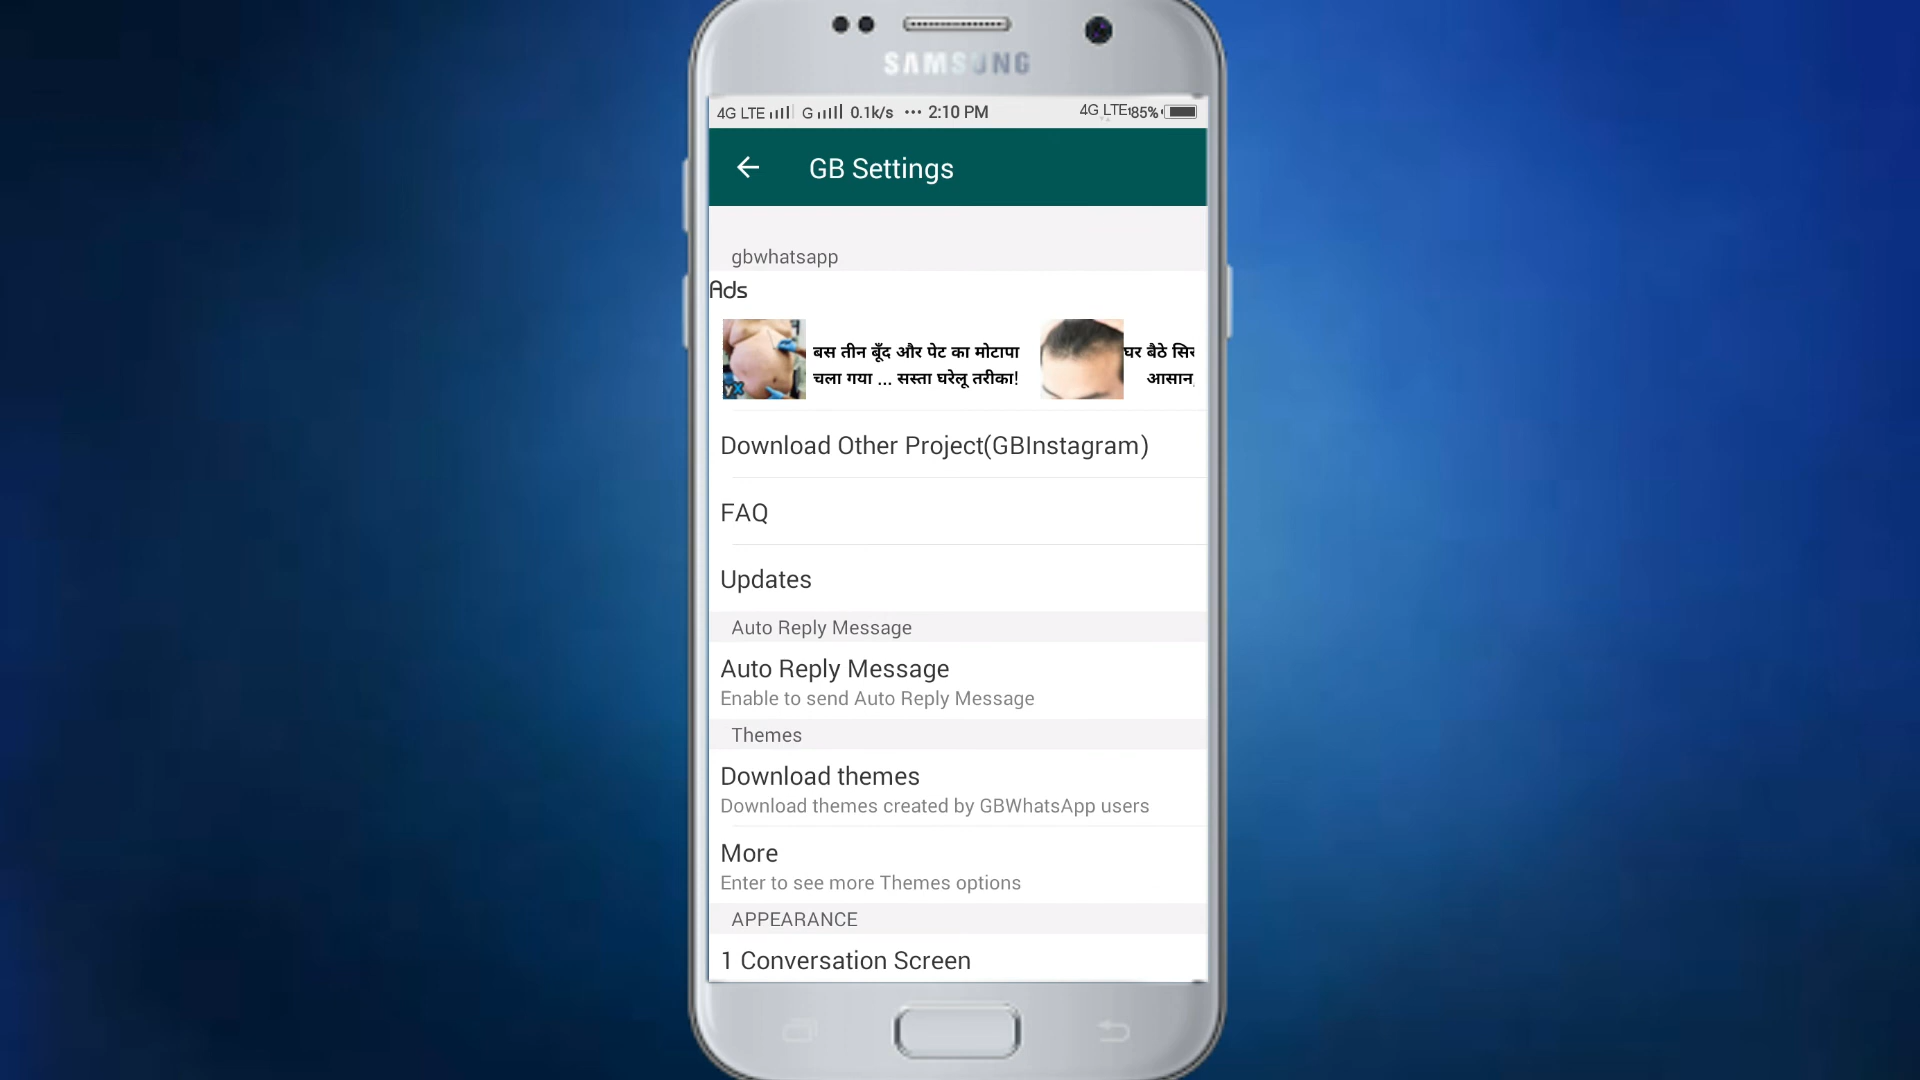 SAMSUNG
4G LTE G 0.1k/s ••• 2:10 PM 4G LTE 85%
GB Settings
gbwhatsapp
Ads
बस तीन बूँद और पेट का मोटापा
चला गया ... सस्ता घरेलू तरीका!
घर बैठे सिर
आसान
Download Other Project(GBInstagram)
FAQ
Updates
Auto Reply Message
Auto Reply Message
Enable to send Auto Reply Message
Themes
Download themes
Download themes created by GBWhatsApp users
More
Enter to see more Themes options
APPEARANCE
1 Conversation Screen